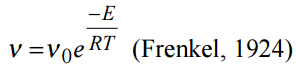 ν = ν₀e^(−E/RT) (Frenkel, 1924)